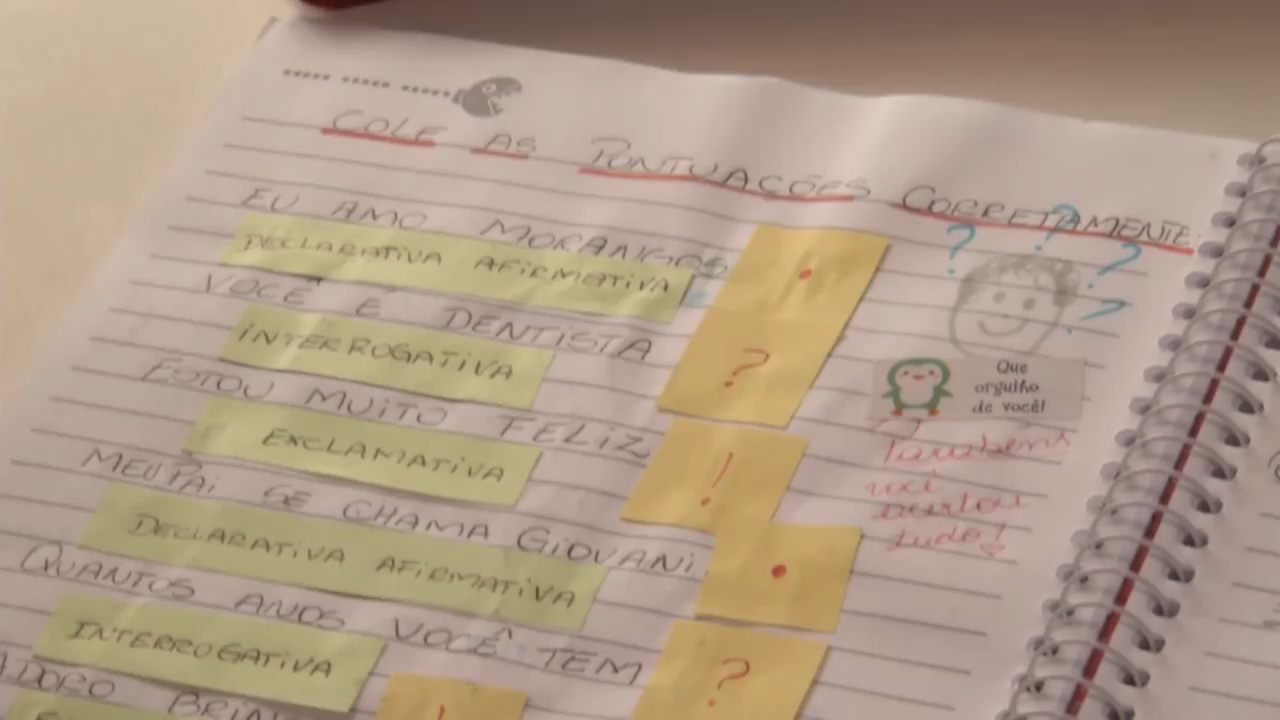 COLE AS PONTUAÇÕES CORRETAMENTE:
? ? ? ?
EU AMO MORANGOS .
DECLARATIVA AFIRMATIVA
VOCÊ É DENTISTA ?
INTERROGATIVA
Que
orgulho
de você!
ESTOU MUITO FELIZ !
EXCLAMATIVA
Parabéns
você
acertou
tudo!
MEU PAI SE CHAMA GIOVANI .
DECLARATIVA AFIRMATIVA
QUANTOS ANOS VOCÊ TEM ?
INTERROGATIVA
ADORO !